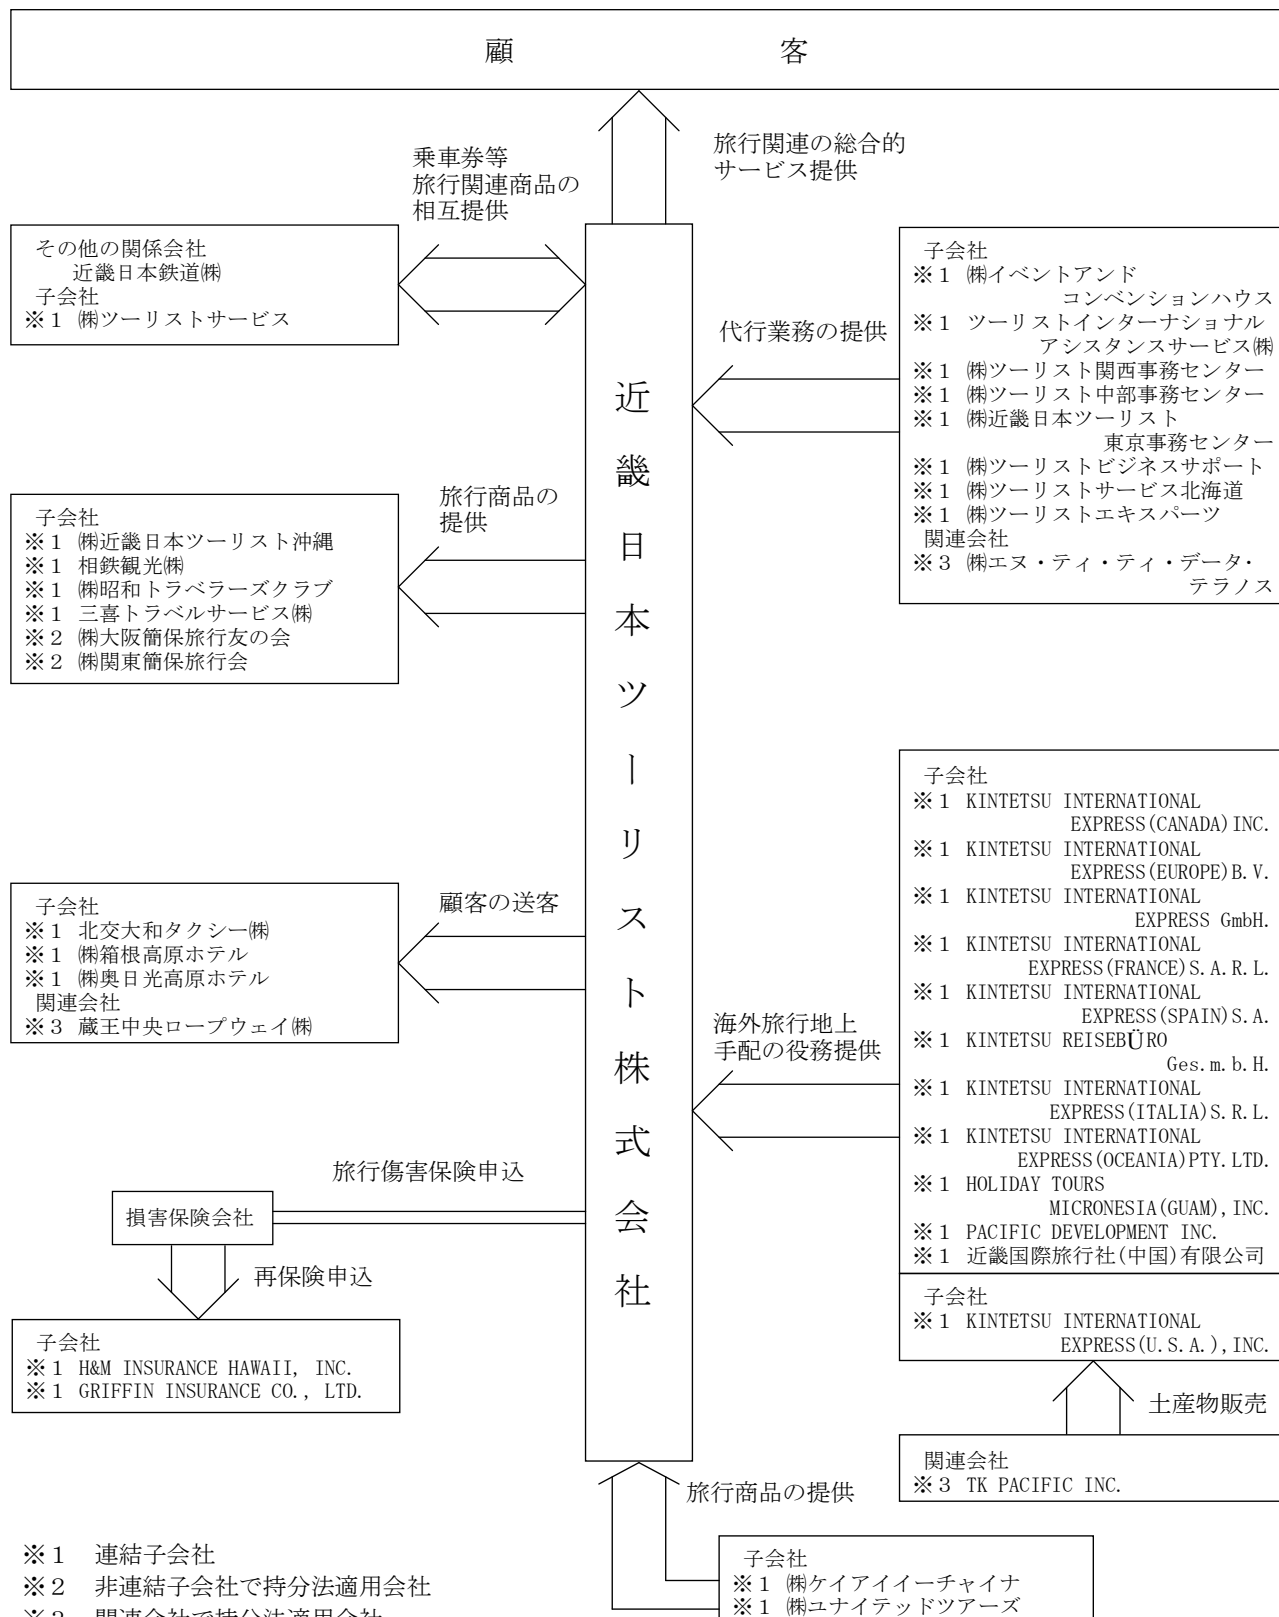 顧客
旅行関連の総合的
サービス提供
乗車券等
旅行関連商品の
相互提供
その他の関係会社
近畿日本鉄道㈱
子会社
※1 ㈱ツーリストサービス
近畿日本ツーリスト株式会社
代行業務の提供
子会社
※1 ㈱イベントアンド
コンベンションハウス
※1 ツーリストインターナショナル
アシスタンスサービス㈱
※1 ㈱ツーリスト関西事務センター
※1 ㈱ツーリスト中部事務センター
※1 ㈱近畿日本ツーリスト
東京事務センター
※1 ㈱ツーリストビジネスサポート
※1 ㈱ツーリストサービス北海道
※1 ㈱ツーリストエキスパーツ
関連会社
※3 ㈱エヌ・ティ・ティ・データ・
テラノス
旅行商品の
提供
子会社
※1 ㈱近畿日本ツーリスト沖縄
※1 相鉄観光㈱
※1 ㈱昭和トラベラーズクラブ
※1 三喜トラベルサービス㈱
※2 ㈱大阪簡保旅行友の会
※2 ㈱関東簡保旅行会
顧客の送客
子会社
※1 北交大和タクシー㈱
※1 ㈱箱根高原ホテル
※1 ㈱奥日光高原ホテル
関連会社
※3 蔵王中央ロープウェイ㈱
海外旅行地上
手配の役務提供
子会社
※1 KINTETSU INTERNATIONAL
EXPRESS(CANADA)INC.
※1 KINTETSU INTERNATIONAL
EXPRESS(EUROPE)B.V.
※1 KINTETSU INTERNATIONAL
EXPRESS GmbH.
※1 KINTETSU INTERNATIONAL
EXPRESS(FRANCE)S.A.R.L.
※1 KINTETSU INTERNATIONAL
EXPRESS(SPAIN)S.A.
※1 KINTETSU REISEBÜRO
Ges.m.b.H.
※1 KINTETSU INTERNATIONAL
EXPRESS(ITALIA)S.R.L.
※1 KINTETSU INTERNATIONAL
EXPRESS(OCEANIA)PTY.LTD.
※1 HOLIDAY TOURS
MICRONESIA(GUAM),INC.
※1 PACIFIC DEVELOPMENT INC.
※1 近畿国際旅行社(中国)有限公司
子会社
※1 KINTETSU INTERNATIONAL
EXPRESS(U.S.A.),INC.
土産物販売
関連会社
※3 TK PACIFIC INC.
旅行傷害保険申込
損害保険会社
再保険申込
子会社
※1 H&M INSURANCE HAWAII, INC.
※1 GRIFFIN INSURANCE CO., LTD.
旅行商品の提供
子会社
※1 ㈱ケイアイイーチャイナ
※1 ㈱ユナイテッドツアーズ
※1 連結子会社
※2 非連結子会社で持分法適用会社
※3 関連会社で持分法適用会社